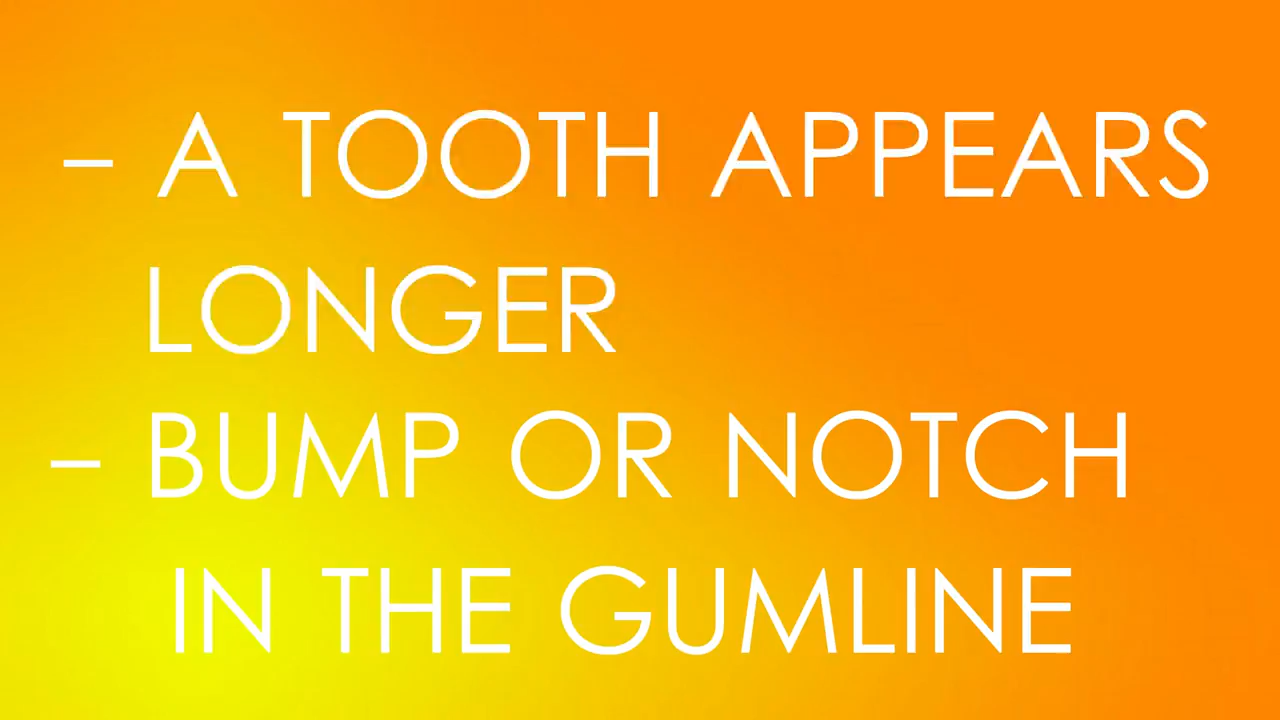 – A TOOTH APPEARS
LONGER
– BUMP OR NOTCH
IN THE GUMLINE